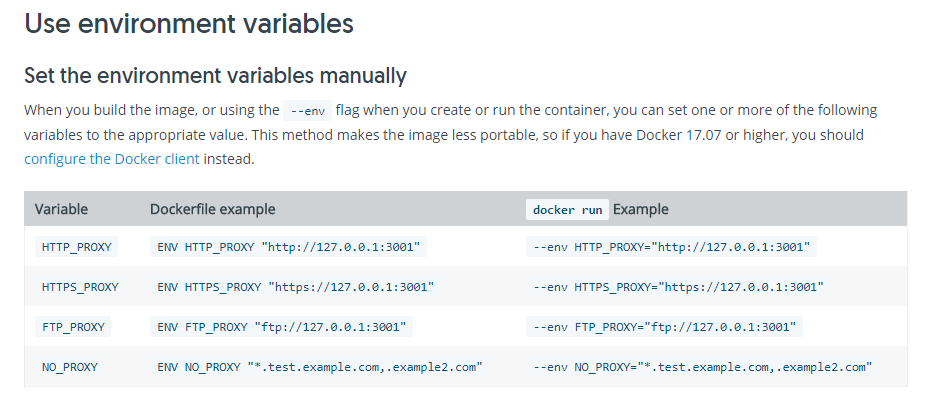 Use environment variables
Set the environment variables manually
When you build the image, or using the --env flag when you create or run the container, you can set one or more of the following
variables to the appropriate value. This method makes the image less portable, so if you have Docker 17.07 or higher, you should
configure the Docker client instead.
Variable Dockerfile example docker run Example
HTTP_PROXY ENV HTTP_PROXY "http://127.0.0.1:3001" --env HTTP_PROXY="http://127.0.0.1:3001"
HTTPS_PROXY ENV HTTPS_PROXY "https://127.0.0.1:3001" --env HTTPS_PROXY="https://127.0.0.1:3001"
FTP_PROXY ENV FTP_PROXY "ftp://127.0.0.1:3001" --env FTP_PROXY="ftp://127.0.0.1:3001"
NO_PROXY ENV NO_PROXY "*.test.example.com,.example2.com" --env NO_PROXY="*.test.example.com,.example2.com"